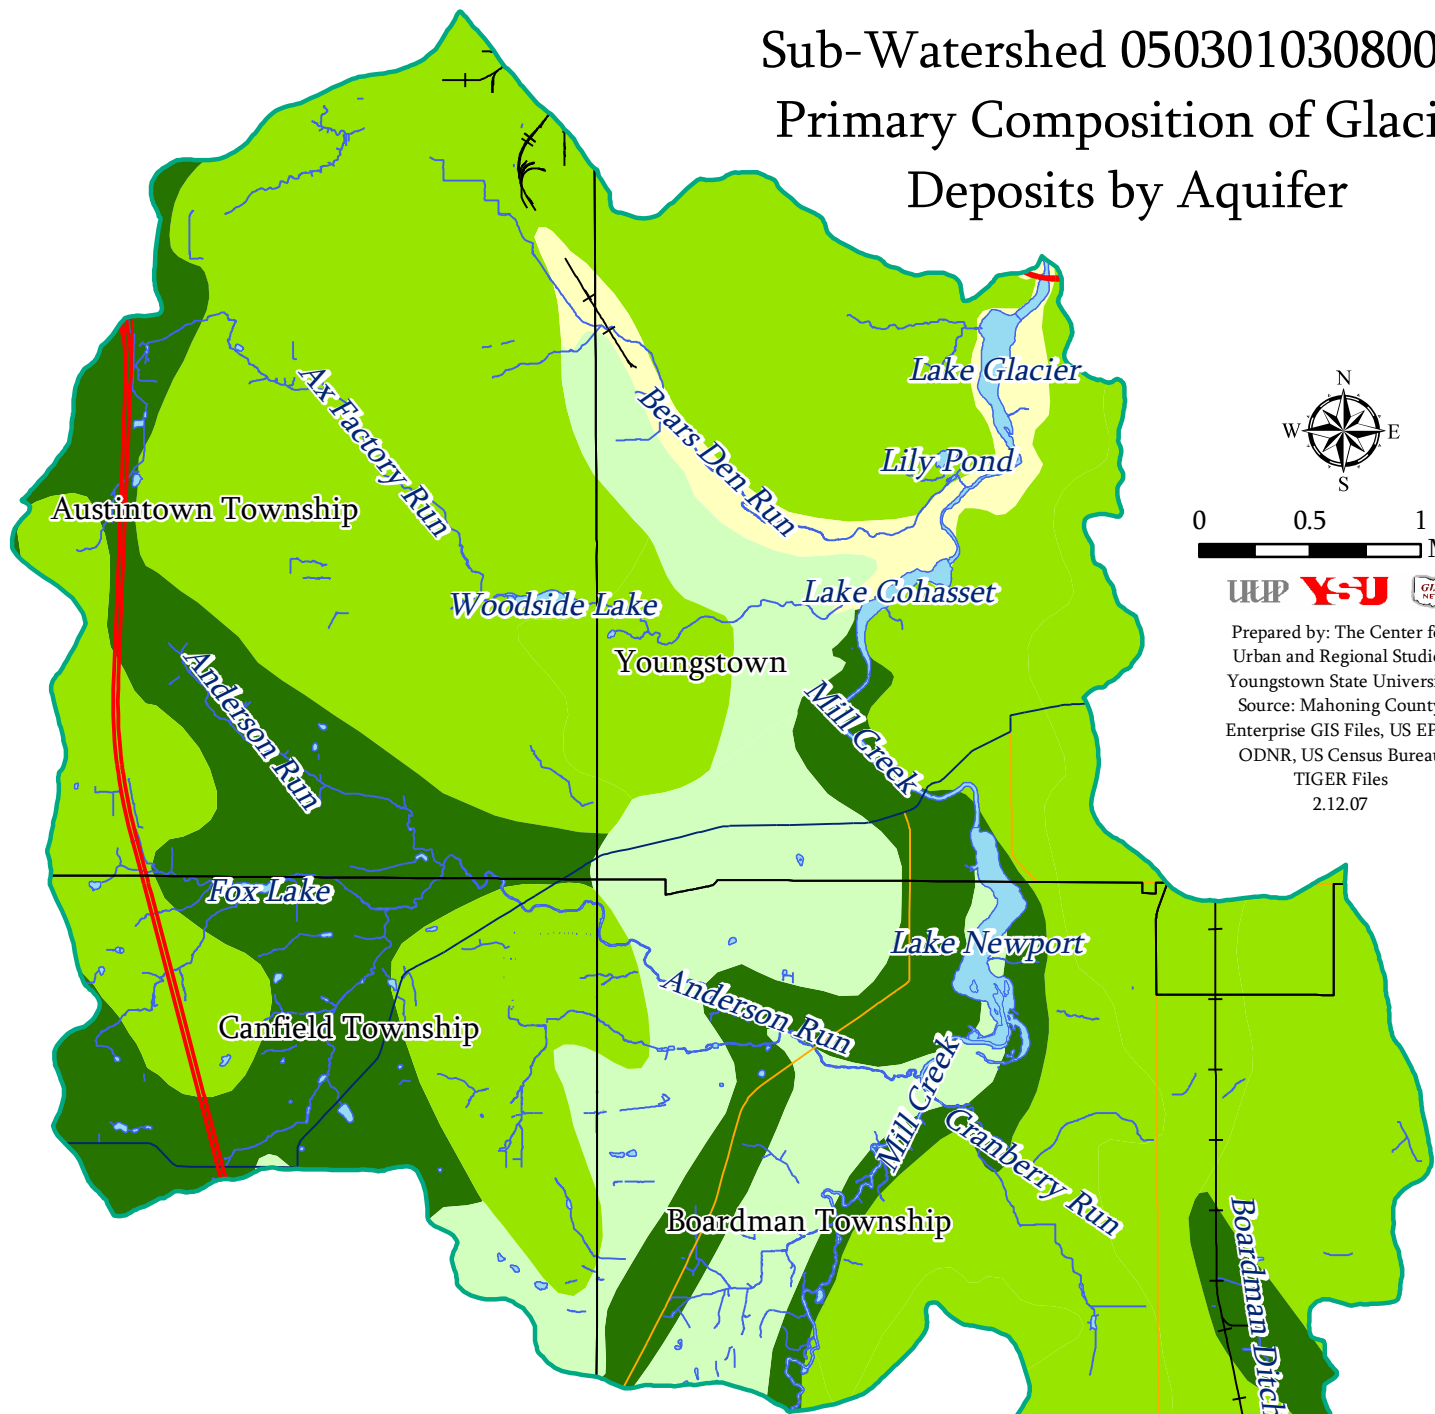 Sub-Watershed 050301030800
Primary Composition of Glaci
Deposits by Aquifer
Lake Glacier
N
W
E
S
Ax Factory Run
Bears Den Run
Lily Pond
Austintown Township
0 0.5 1
M
UUP YSU
Lake Cohasset
Woodside Lake
Prepared by: The Center fo
Urban and Regional Studie
Youngstown State Universi
Source: Mahoning County
Enterprise GIS Files, US EP
ODNR, US Census Bureau
TIGER Files
2.12.07
Youngstown
Anderson Run
Mill Creek
Fox Lake
Lake Newport
Anderson Run
Canfield Township
Mill Creek
Cranberry Run
Boardman Township
Boardman Ditch